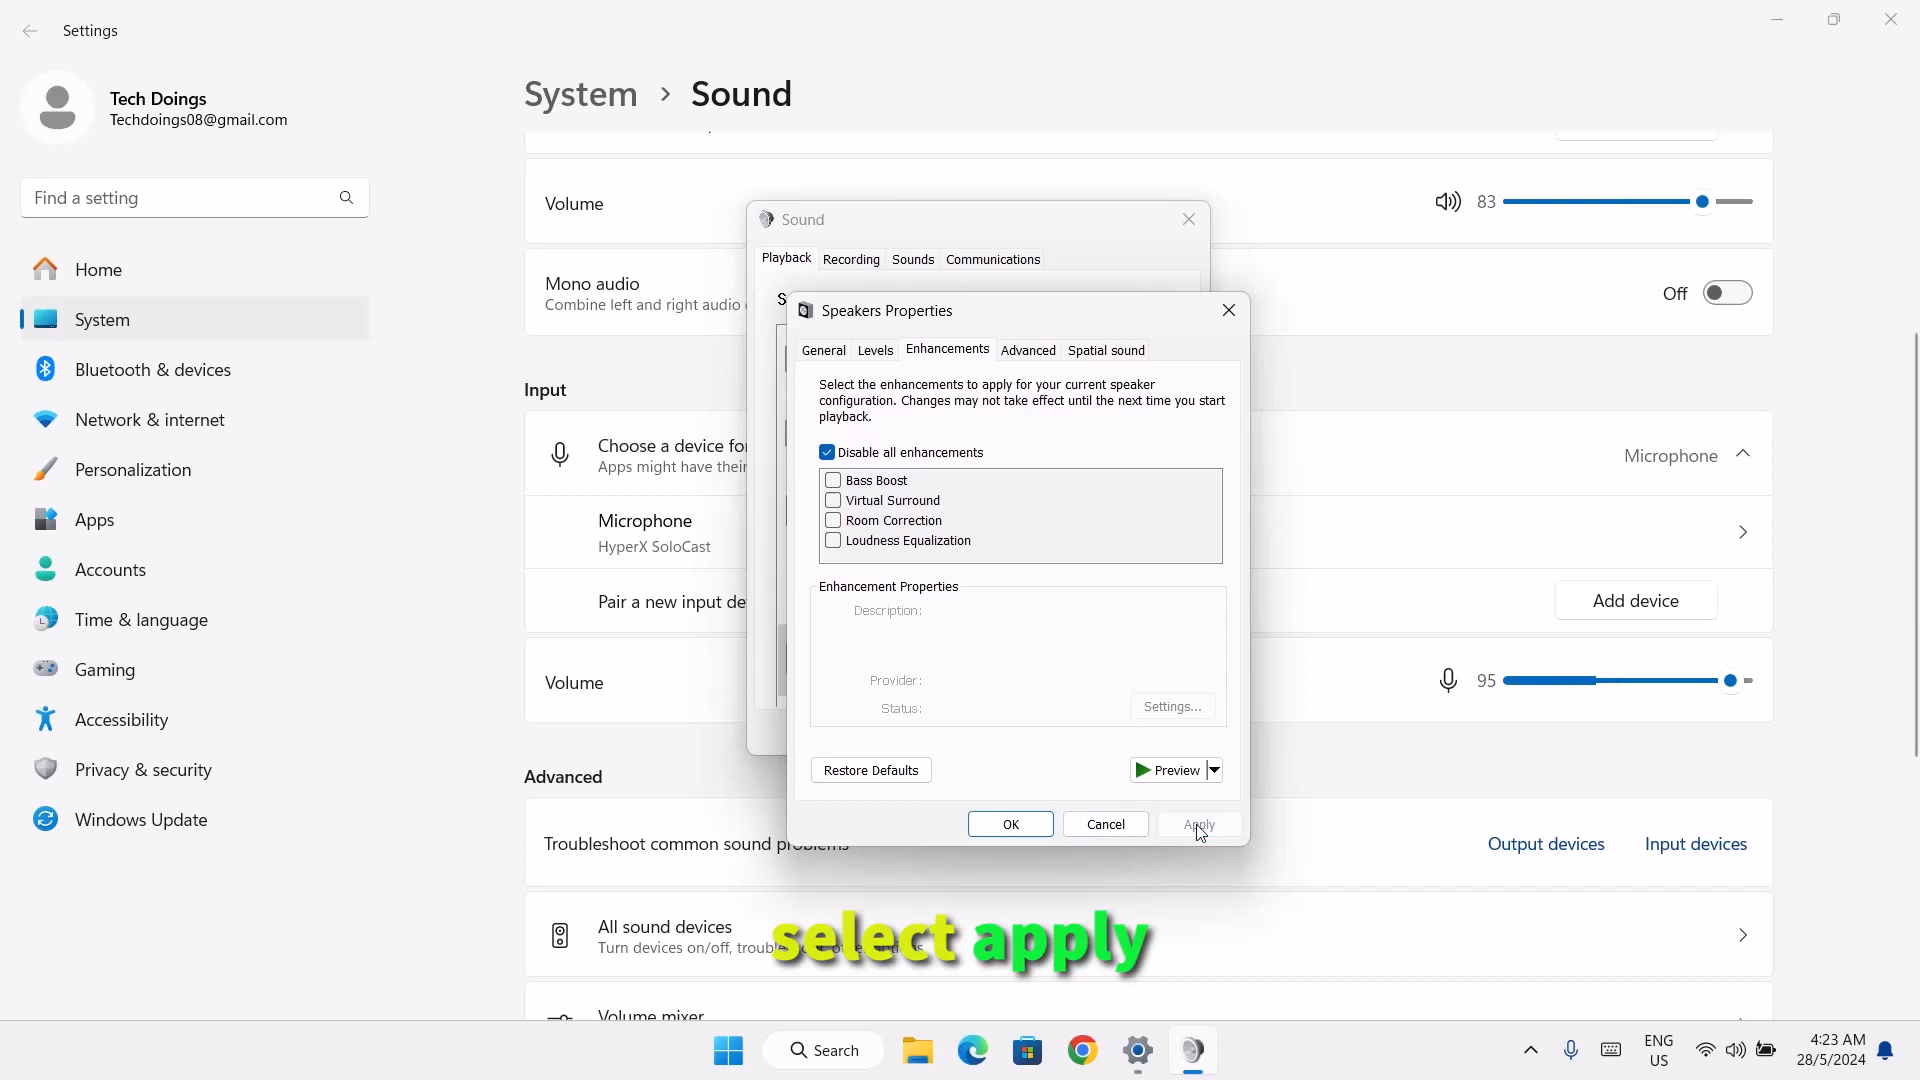 Settings
Tech Doings
Techdoings08@gmail.com
Find a setting
Home
System
Bluetooth & devices
Network & internet
Personalization
Apps
Accounts
Time & language
Gaming
Accessibility
Privacy & security
Windows Update
System > Sound
Volume
83
Mono audio
Combine left and right audio
Off
Input
Choose a device for
Apps might have their
Microphone
Microphone
HyperX SoloCast
Pair a new input
Add device
Volume
95
Advanced
Troubleshoot common sound problems
Output devices
Input devices
All sound devices
Turn devices on/off,
Volume mixer
Sound
Playback
Recording
Sounds
Communications
Speakers Properties
General
Levels
Enhancements
Advanced
Spatial sound
Select the enhancements to apply for your current speaker
configuration. Changes may not take effect until the next time you start
playback.
Disable all enhancements
Bass Boost
Virtual Surround
Room Correction
Loudness Equalization
Enhancement Properties
Description:
Provider:
Status:
Settings...
Restore Defaults
Preview
OK
Cancel
Apply
select apply
Search
ENG
US
4:23 AM
28/5/2024